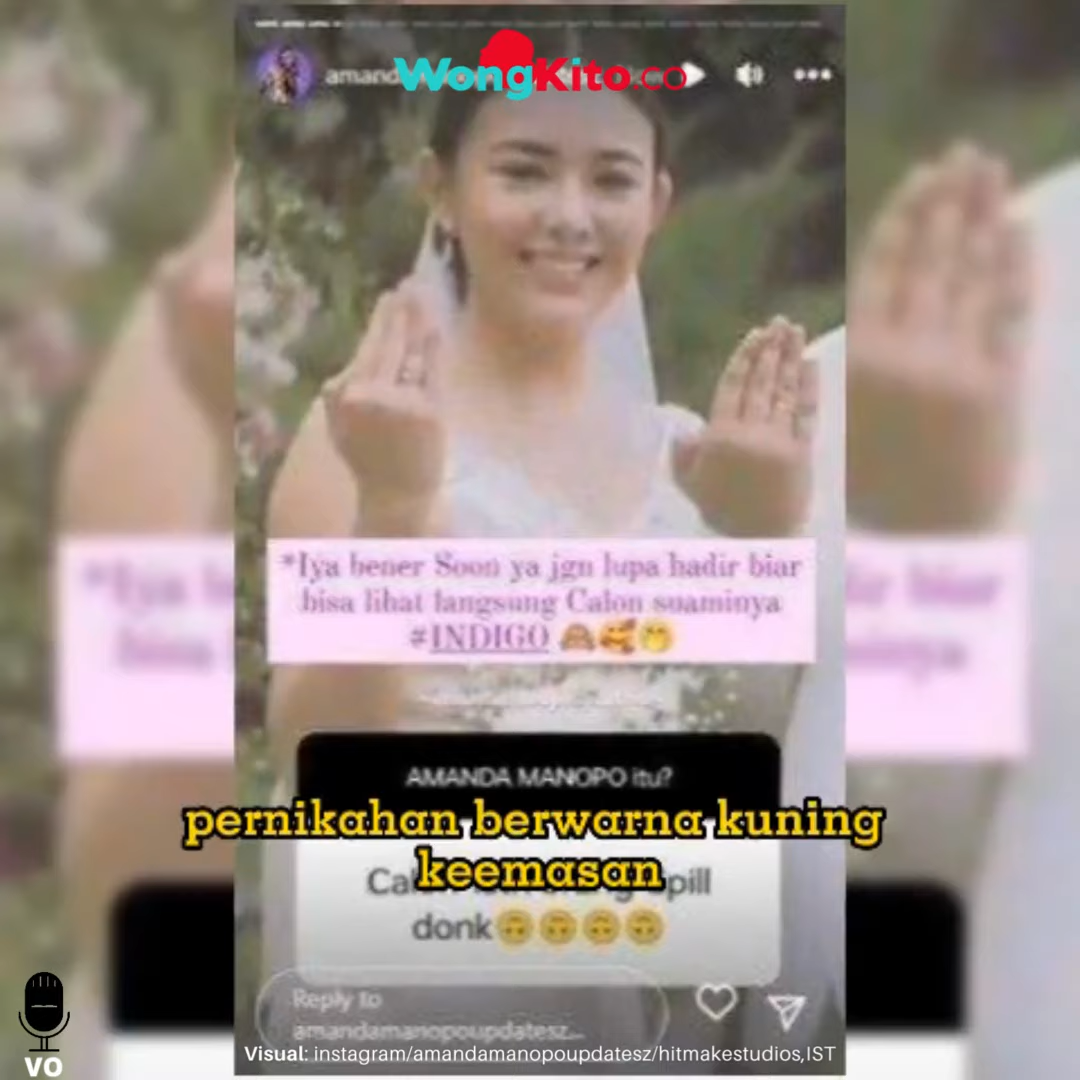 WongKito.co
*Iya bener Soon ya jgn lupa hadir biar
bisa lihat langsung Calon suaminya
#INDIGO 🙈🥰🤭
AMANDA MANOPO itu?
pernikahan berwarna kuning
keemasan
donk🙃🙃🙃🙃
Reply to
amandamanopoupdatesz...
VO
Visual: instagram/amandamanopoupdatesz/hitmakestudios,IST